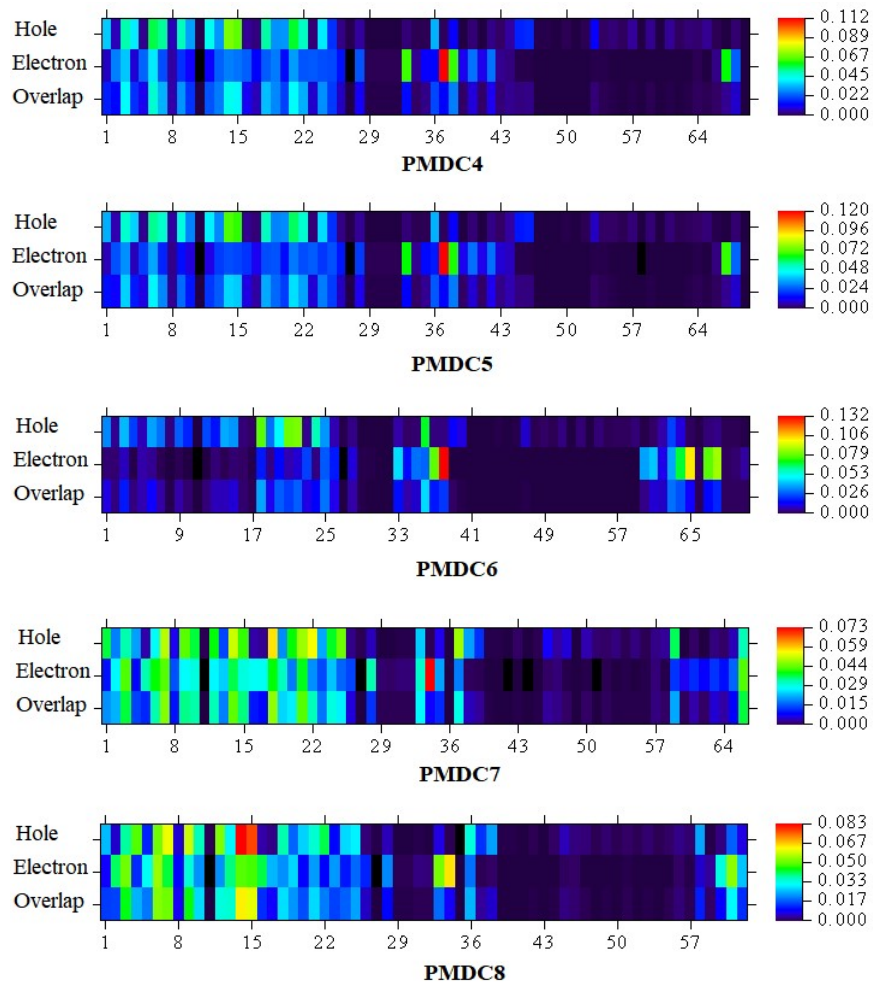 Hole
Electron
Overlap
0.112
0.089
0.067
0.045
0.022
0.000
1 8 15 22 29 36 43 50 57 64
PMDC4
Hole
Electron
Overlap
0.120
0.096
0.072
0.048
0.024
0.000
1 8 15 22 29 36 43 50 57 64
PMDC5
Hole
Electron
Overlap
0.132
0.106
0.079
0.053
0.026
0.000
1 9 17 25 33 41 49 57 65
PMDC6
Hole
Electron
Overlap
0.073
0.059
0.044
0.029
0.015
0.000
1 8 15 22 29 36 43 50 57 64
PMDC7
Hole
Electron
Overlap
0.083
0.067
0.050
0.033
0.017
0.000
1 8 15 22 29 36 43 50 57
PMDC8